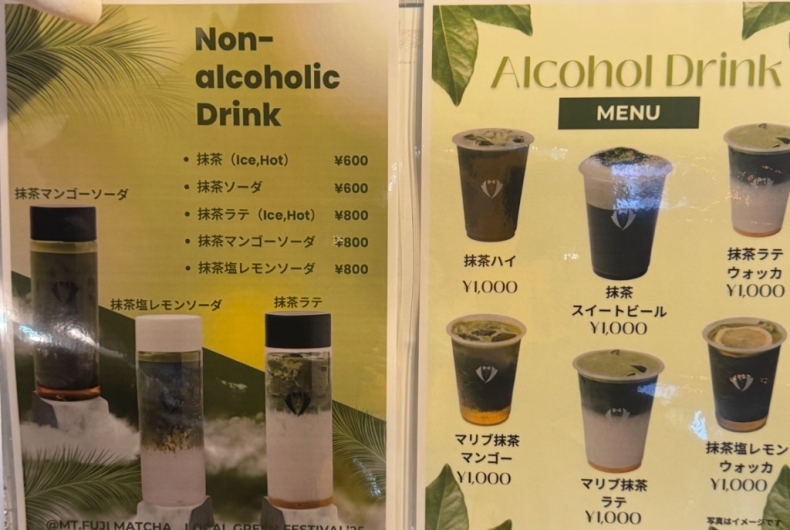 Non-
alcoholic
Drink
• 抹茶（Ice,Hot） ¥600
• 抹茶ソーダ ¥600
• 抹茶ラテ（Ice,Hot） ¥800
• 抹茶マンゴーソーダ ¥800
• 抹茶塩レモンソーダ ¥800
抹茶マンゴーソーダ
抹茶塩レモンソーダ
抹茶ラテ
@MT.FUJI MATCHA LOCAL GREEN FESTIVAL'25
Alcohol Drink
MENU
抹茶ハイ
¥1,000
抹茶
スイートビール
¥1,000
抹茶ラテ
ウォッカ
¥1,000
マリブ抹茶
マンゴー
¥1,000
マリブ抹茶
ラテ
¥1,000
抹茶塩レモン
ウォッカ
¥1,000
写真はイメージです